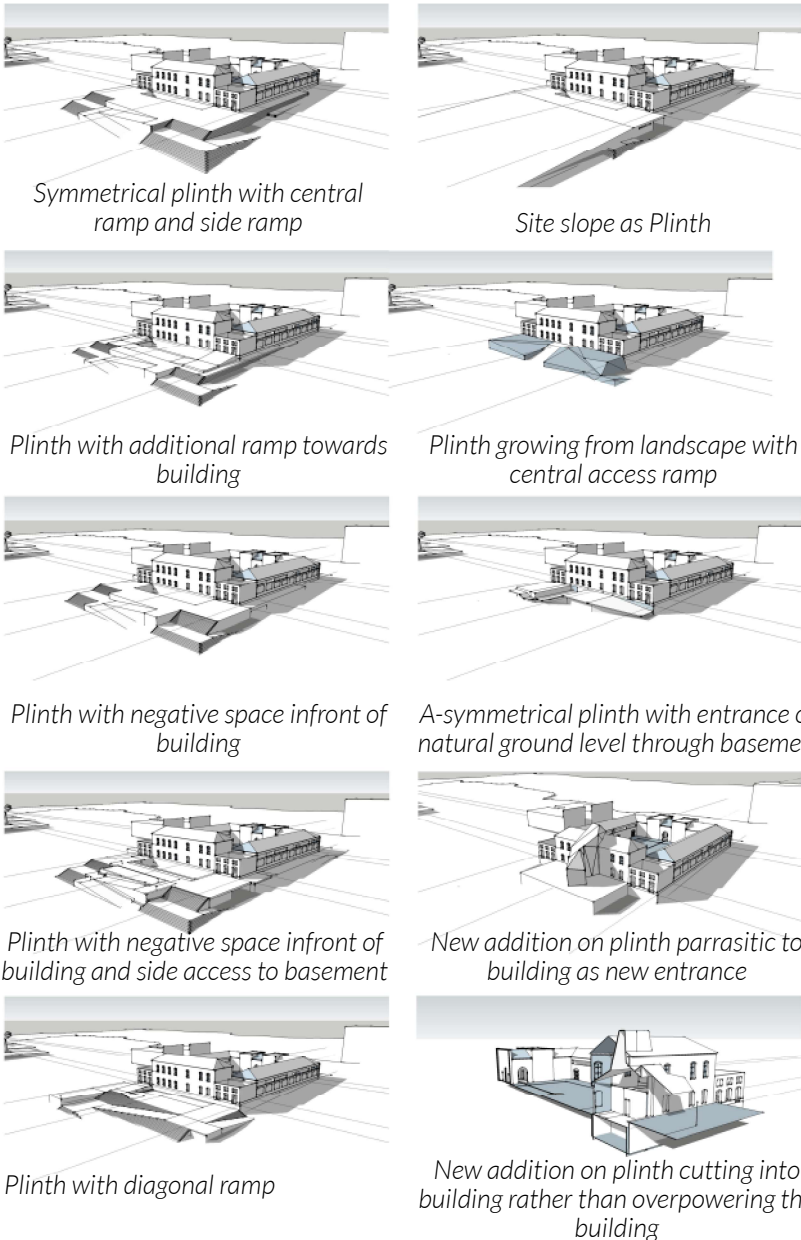 Symmetrical plinth with central
ramp and side ramp
Site slope as Plinth
Plinth with additional ramp towards
building
Plinth growing from landscape with
central access ramp
Plinth with negative space infront of
building
A-symmetrical plinth with entrance
natural ground level through
Plinth with negative space infront of
building and side access to basement
New addition on plinth parrasitic to
building as new entrance
Plinth with diagonal ramp
New addition on plinth cutting into
building rather than overpowering
building